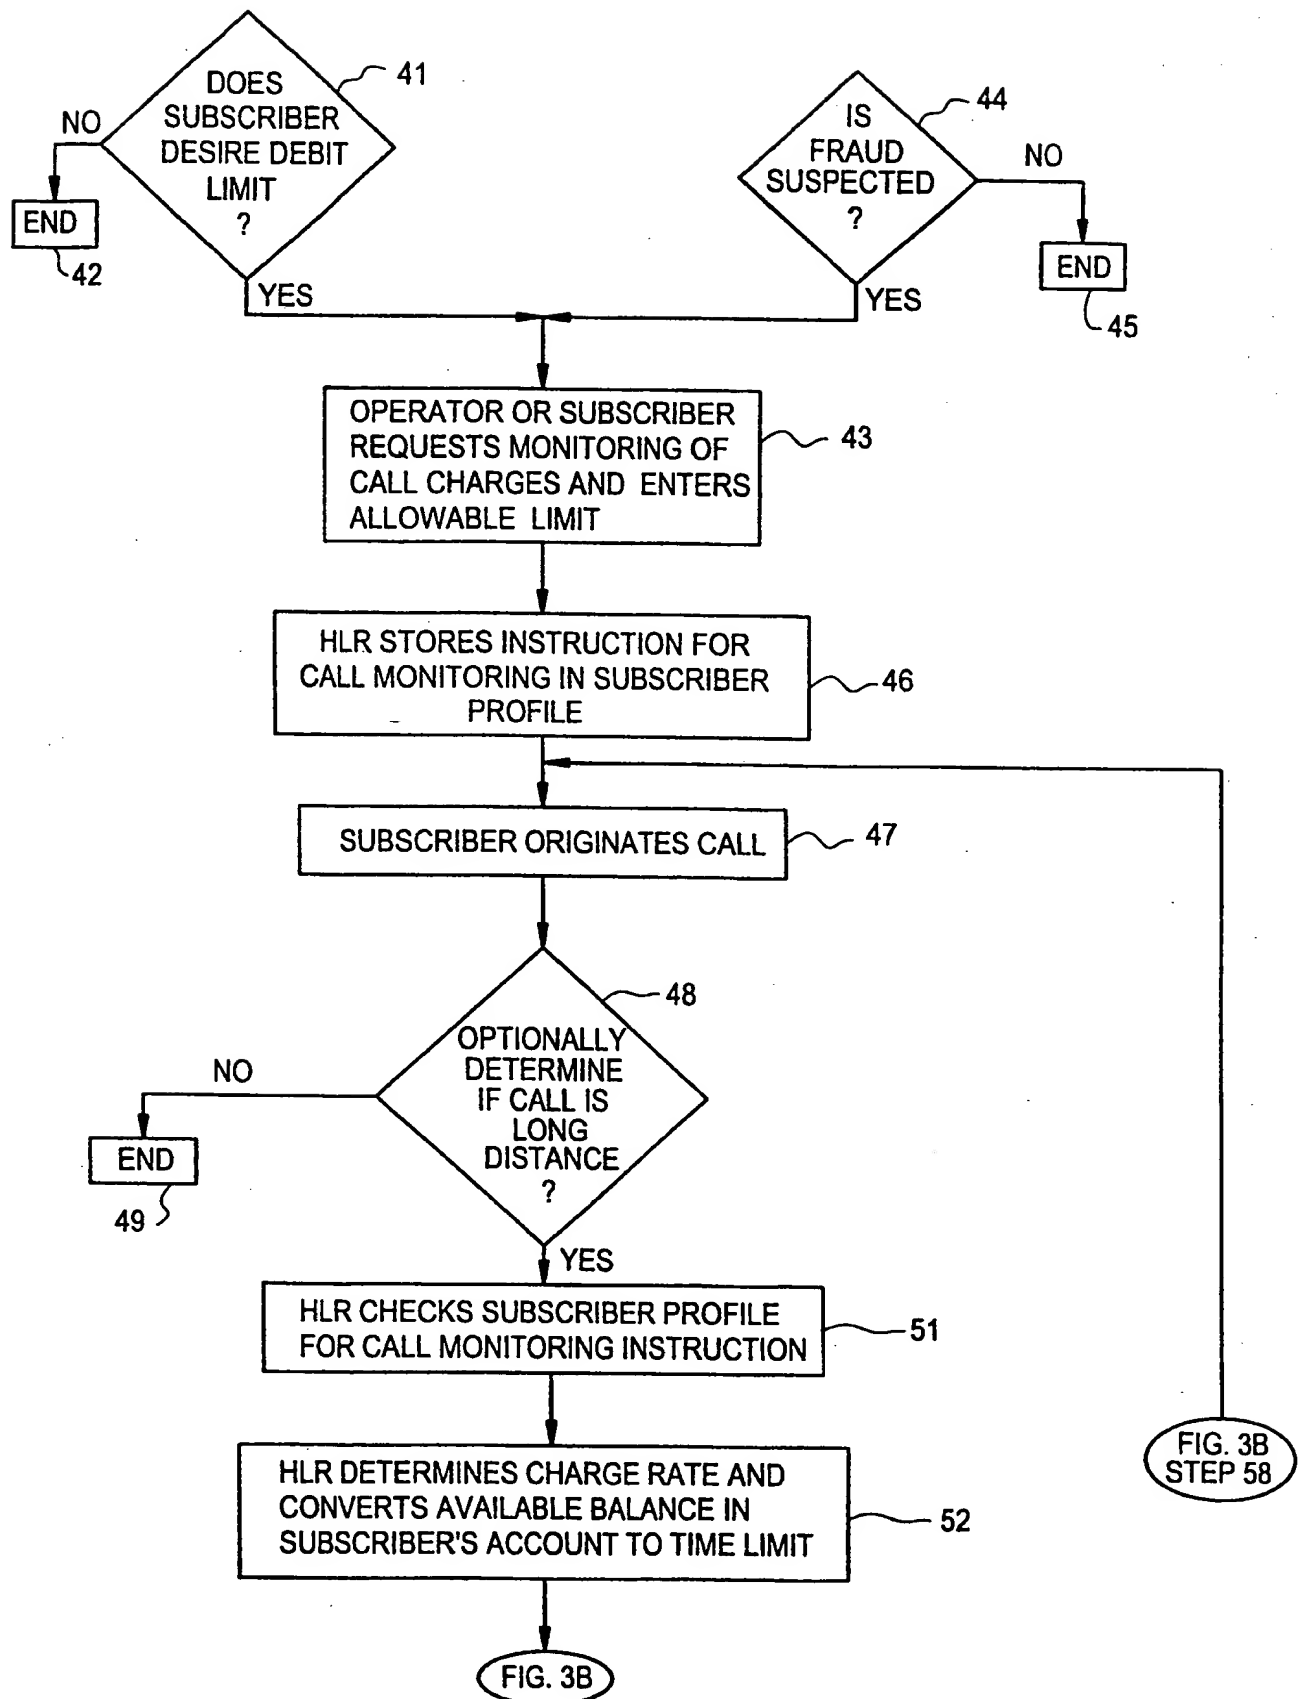 DOES
SUBSCRIBER
DESIRE DEBIT
LIMIT
?
41
NO
END
42
YES
IS
FRAUD
SUSPECTED
?
44
NO
END
45
YES
OPERATOR OR SUBSCRIBER
REQUESTS MONITORING OF
CALL CHARGES AND ENTERS
ALLOWABLE LIMIT
43
HLR STORES INSTRUCTION FOR
CALL MONITORING IN SUBSCRIBER
PROFILE
46
SUBSCRIBER ORIGINATES CALL
47
OPTIONALLY
DETERMINE
IF CALL IS
LONG
DISTANCE
?
48
NO
END
49
YES
HLR CHECKS SUBSCRIBER PROFILE
FOR CALL MONITORING INSTRUCTION
51
HLR DETERMINES CHARGE RATE AND
CONVERTS AVAILABLE BALANCE IN
SUBSCRIBER'S ACCOUNT TO TIME LIMIT
52
FIG. 3B
STEP 58
FIG. 3B